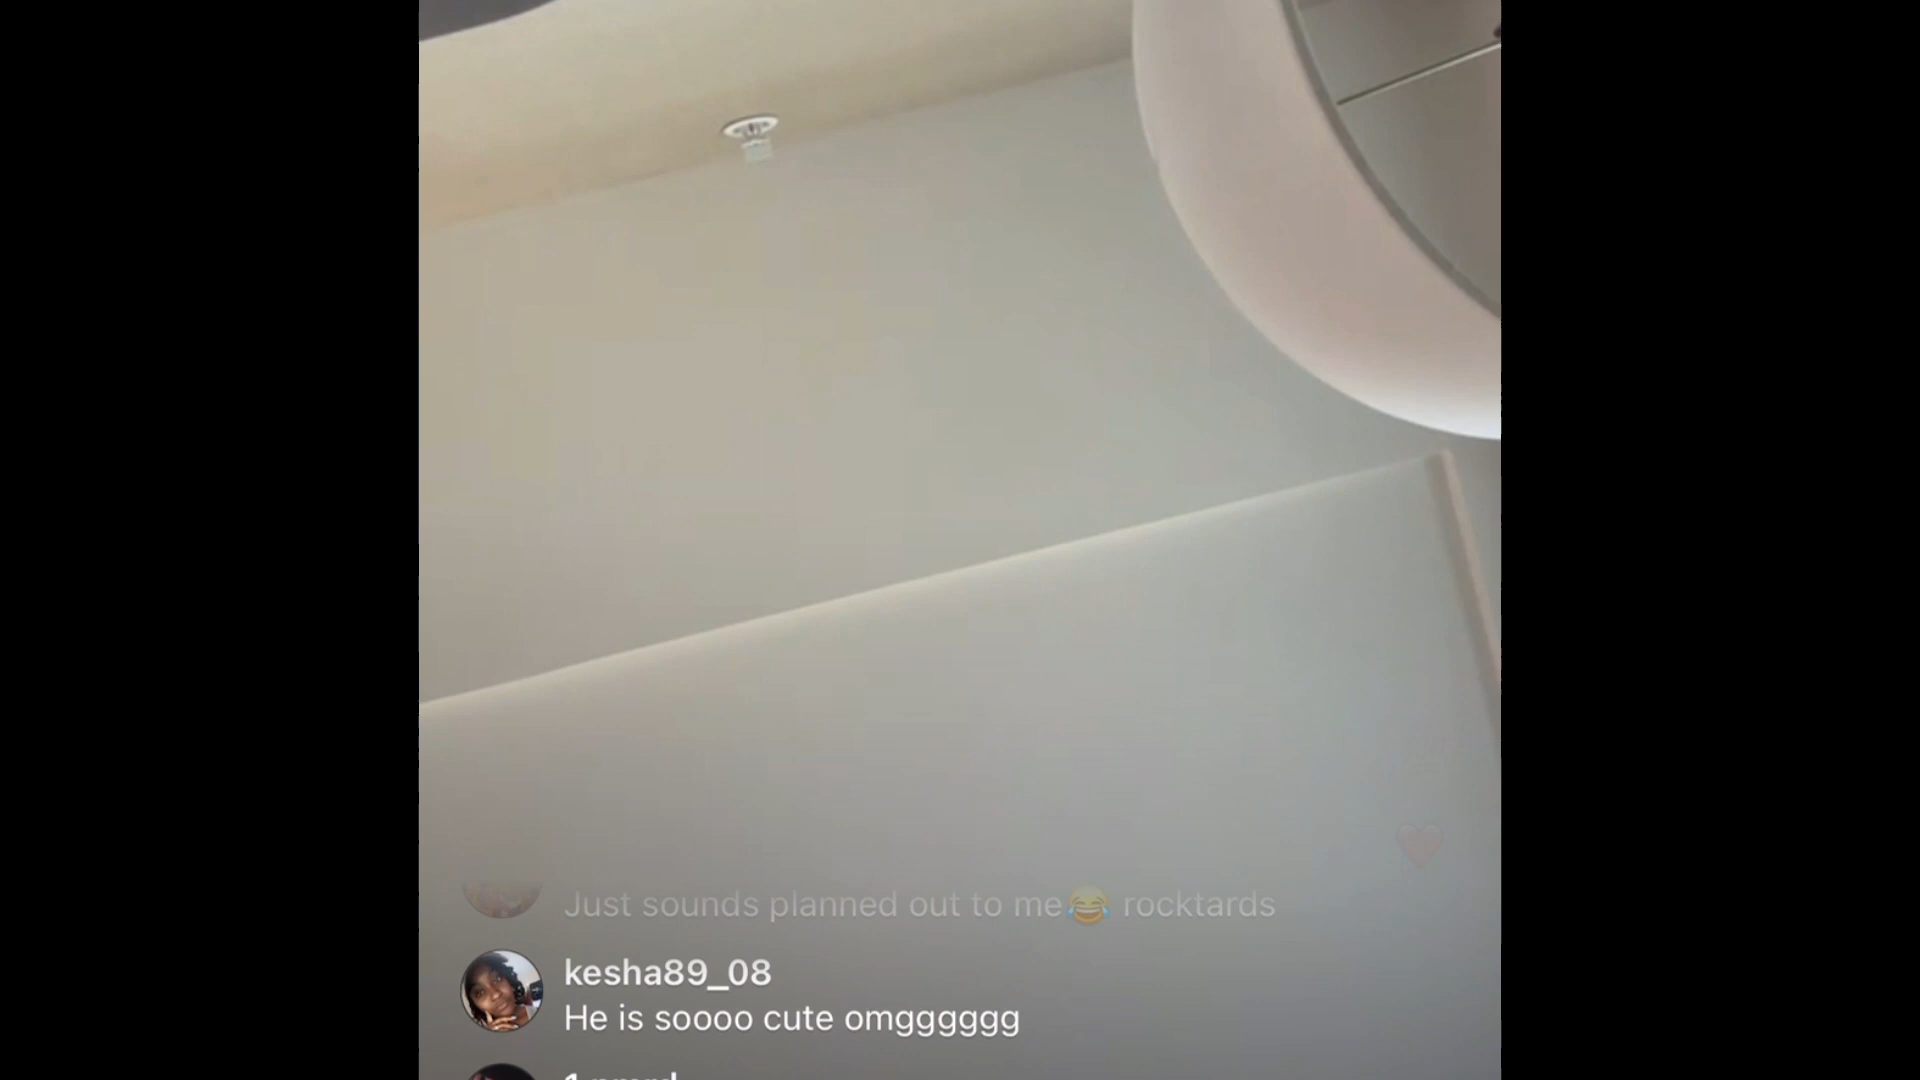 Just sounds planned out to me😂 rocktards
kesha89_08
He is soooo cute omgggggg